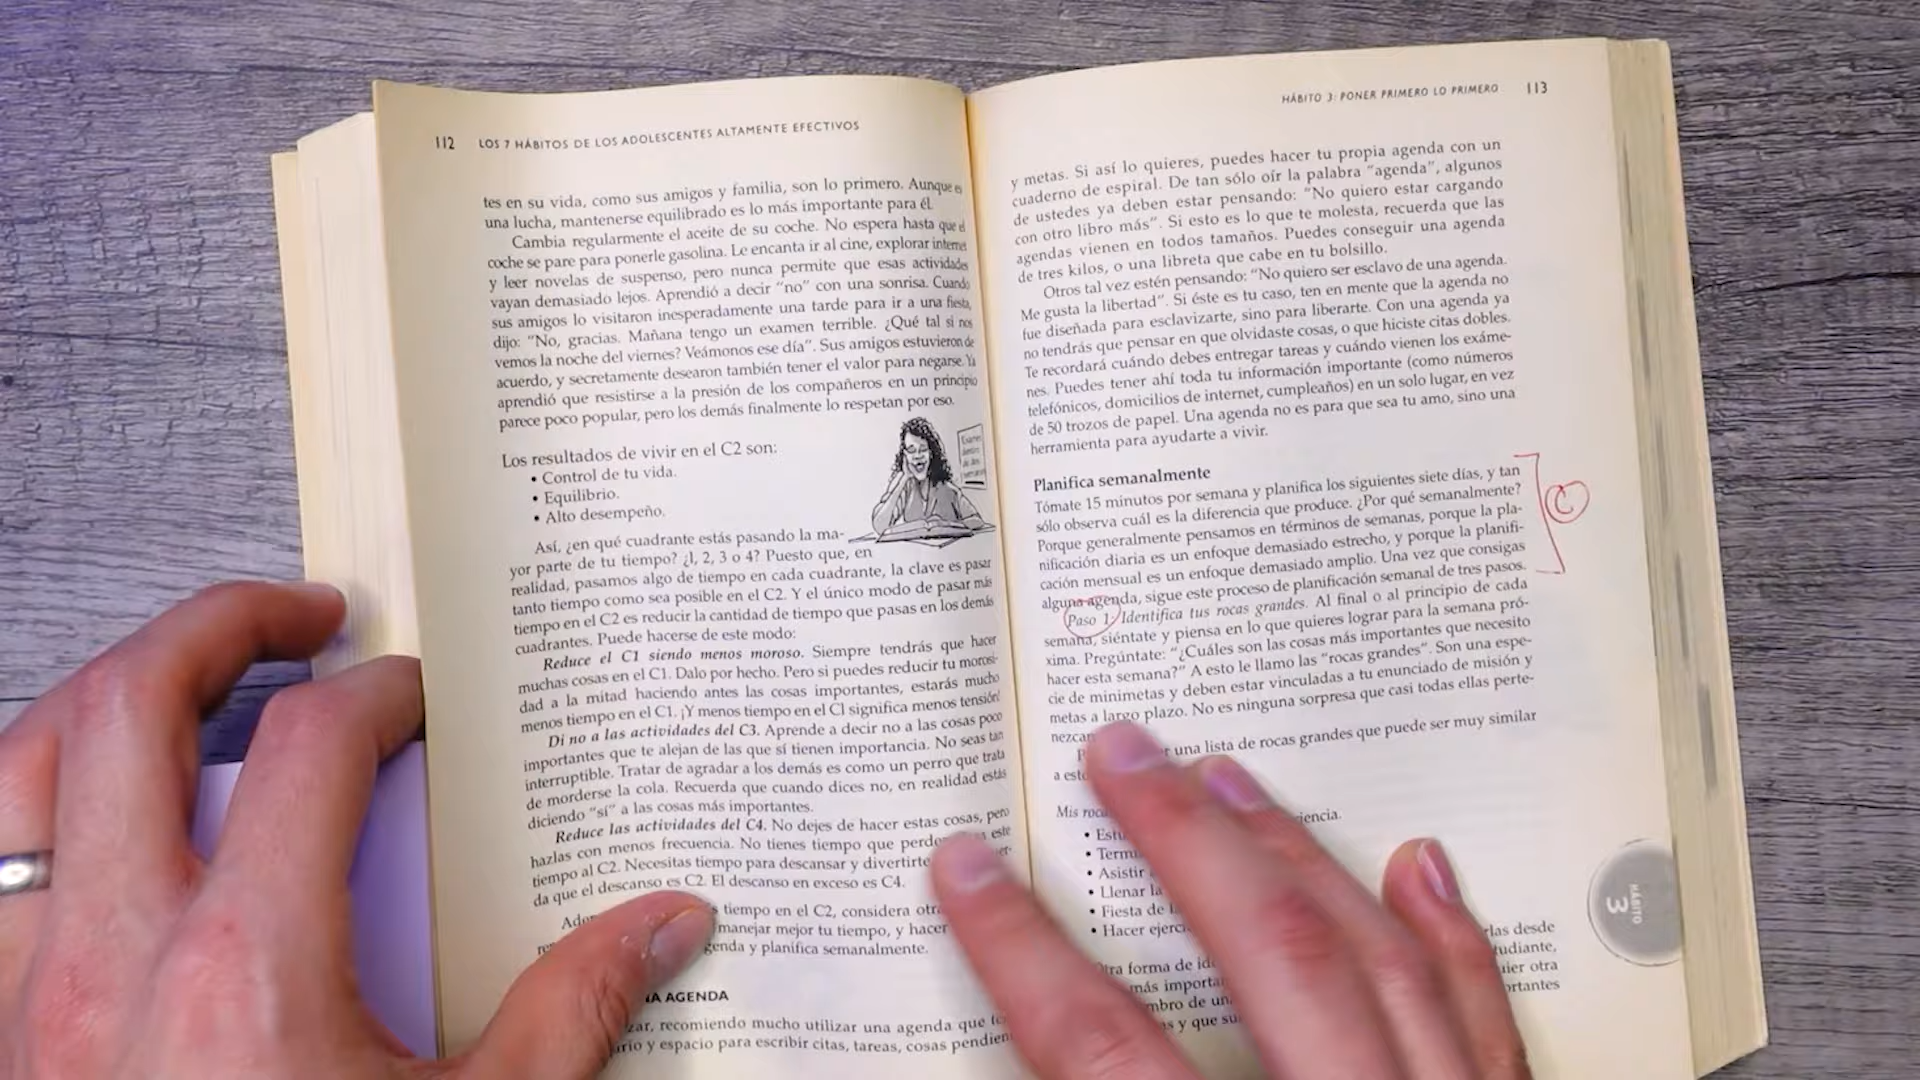 112 LOS 7 HÁBITOS DE LOS ADOLESCENTES ALTAMENTE EFECTIVOS
tes en su vida, como sus amigos y familia, son lo primero. Aunque es
una lucha, mantenerse equilibrado es lo más importante para él.
Cambia regularmente el aceite de su coche. No espera hasta que el
coche se pare para ponerle gasolina. Le encanta ir al cine, explorar internet
y leer novelas de suspenso, pero nunca permite que esas actividades
vayan demasiado lejos. Aprendió a decir “no” con una sonrisa. Cuando
sus amigos lo visitaron inesperadamente una tarde para ir a una fiesta,
dijo: “No, gracias. Mañana tengo un examen terrible. ¿Qué tal si nos
vemos la noche del viernes? Veámonos ese día”. Sus amigos estuvieron de
acuerdo, y secretamente desearon también tener el valor para negarse. Ya
aprendió que resistirse a la presión de los compañeros en un principio
parece poco popular, pero los demás finalmente lo respetan por eso.
Los resultados de vivir en el C2 son:
• Control de tu vida.
• Equilibrio.
• Alto desempeño.
Exámen
dentro
de dos
semanas
Así, ¿en qué cuadrante estás pasando la ma-
yor parte de tu tiempo? ¿1, 2, 3 o 4? Puesto que, en
realidad, pasamos algo de tiempo en cada cuadrante, la clave es pasar
tanto tiempo como sea posible en el C2. Y el único modo de pasar más
tiempo en el C2 es reducir la cantidad de tiempo que pasas en los demás
cuadrantes. Puede hacerse de este modo:
Reduce el C1 siendo menos moroso. Siempre tendrás que hacer
muchas cosas en el C1. Dalo por hecho. Pero si puedes reducir tu morosi-
dad a la mitad haciendo antes las cosas importantes, estarás mucho
menos tiempo en el C1. ¡Y menos tiempo en el C1 significa menos tensión!
Di no a las actividades del C3. Aprende a decir no a las cosas poco
importantes que te alejan de las que sí tienen importancia. No seas tan
interruptible. Tratar de agradar a los demás es como un perro que trata
de morderse la cola. Recuerda que cuando dices no, en realidad estás
diciendo “sí” a las cosas más importantes.
Reduce las actividades del C4. No dejes de hacer estas cosas, pero
hazlas con menos frecuencia. No tienes tiempo que este
tiempo al C2. Necesitas tiempo para descansar y divertirte
da que el descanso es C2. El descanso en exceso es C4.
tiempo en el C2, considera
manejar mejor tu tiempo, y hacer
agenda y planifica semanalmente.
AGENDA
recomiendo mucho utilizar una agenda que
y espacio para escribir citas, tareas, cosas
HÁBITO 3: PONER PRIMERO LO PRIMERO 113
y metas. Si así lo quieres, puedes hacer tu propia agenda con un
cuaderno de espiral. De tan sólo oír la palabra “agenda”, algunos
de ustedes ya deben estar pensando: “No quiero estar cargando
con otro libro más”. Si esto es lo que te molesta, recuerda que las
agendas vienen en todos tamaños. Puedes conseguir una agenda
de tres kilos, o una libreta que cabe en tu bolsillo.
Otros tal vez estén pensando: “No quiero ser esclavo de una agenda.
Me gusta la libertad”. Si éste es tu caso, ten en mente que la agenda no
fue diseñada para esclavizarte, sino para liberarte. Con una agenda ya
no tendrás que pensar en que olvidaste cosas, o que hiciste citas dobles.
Te recordará cuándo debes entregar tareas y cuándo vienen los exáme-
nes. Puedes tener ahí toda tu información importante (como números
telefónicos, domicilios de internet, cumpleaños) en un solo lugar, en vez
de 50 trozos de papel. Una agenda no es para que sea tu amo, sino una
herramienta para ayudarte a vivir.
Planifica semanalmente
Tómate 15 minutos por semana y planifica los siguientes siete días, y tan
sólo observa cuál es la diferencia que produce. ¿Por qué semanalmente?
Porque generalmente pensamos en términos de semanas, porque la pla-
nificación diaria es un enfoque demasiado estrecho, y porque la planifi-
cación mensual es un enfoque demasiado amplio. Una vez que consigas
alguna agenda, sigue este proceso de planificación semanal de tres pasos.
C
Paso 1: Identifica tus rocas grandes. Al final o al principio de cada
semana, siéntate y piensa en lo que quieres lograr para la semana pró-
xima. Pregúntate: “¿Cuáles son las cosas más importantes que necesito
hacer esta semana?” A esto le llamo las “rocas grandes”. Son una espe-
cie de minimetas y deben estar vinculadas a tu enunciado de misión y
metas a largo plazo. No es ninguna sorpresa que casi todas ellas perte-
una lista de rocas grandes que puede ser muy similar
a
Mis
•
•
• Asistir
• Llenar la
• Fiesta de
• Hacer
desde
forma de
más
y que
HÁBITO
3